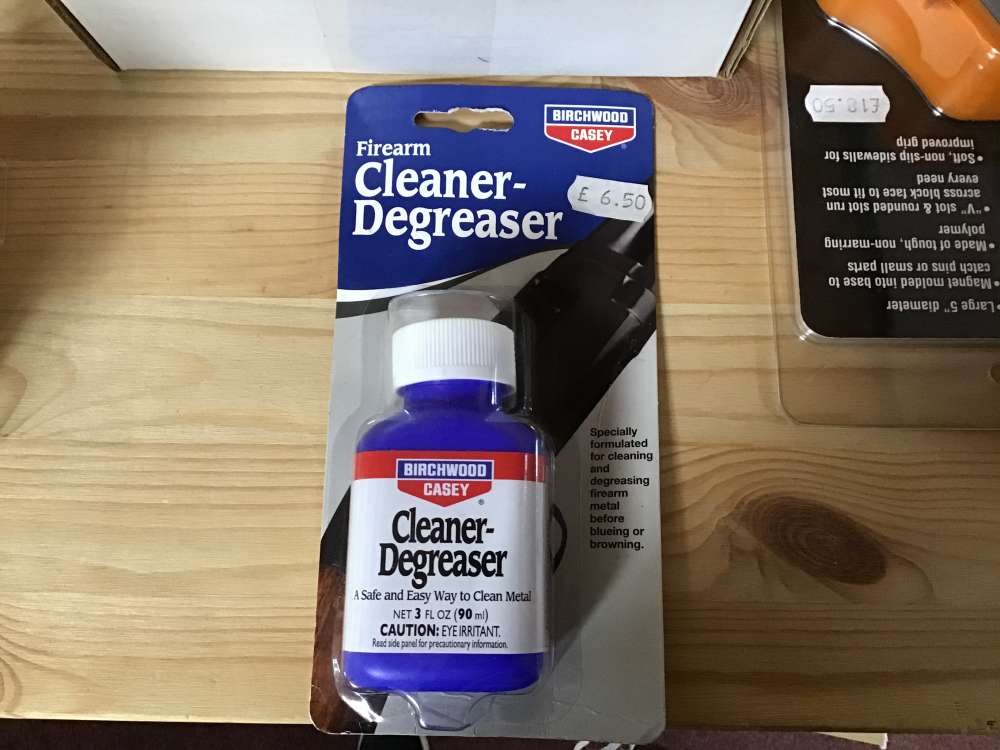 BIRCHWOOD
CASEY
®
Firearm
Cleaner-
Degreaser
£ 6.50
Specially
formulated
for cleaning
and
degreasing
firearm
metal
before
blueing or
browning.
BIRCHWOOD
CASEY
®
Cleaner-
Degreaser
A Safe and Easy Way to Clean Metal
NET 3 FL OZ (90 ml)
CAUTION: EYE IRRITANT.
Read side panel for precautionary information.
• Large 5" diameter
• Magnet molded into base to
catch pins or small parts
• Made of tough, non-marring
polymer
• "V" slot & rounded slot run
across block face to fit most
every need
• Soft, non-slip sidewalls for
improved grip
£18.50